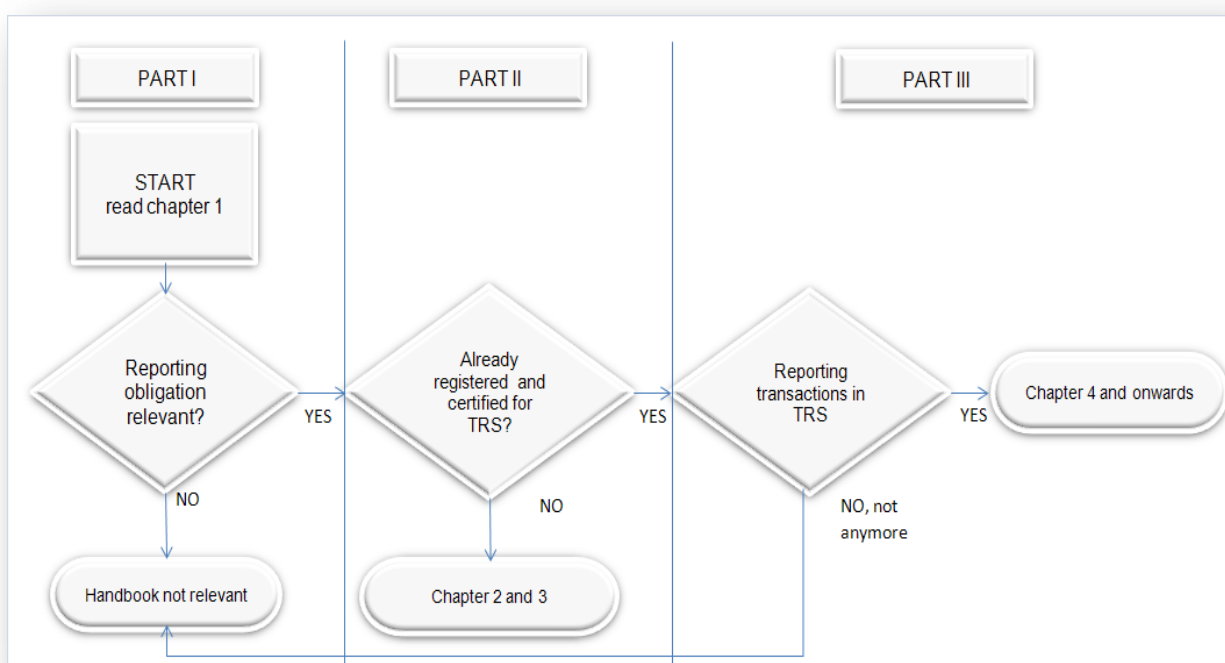 PART I
PART II
PART III
START
read chapter 1
Reporting
obligation
relevant?
YES
Already
registered and
certified for
TRS?
YES
Reporting
transactions in
TRS
YES
Chapter 4 and onwards
NO
NO
NO, not
anymore
Handbook not relevant
Chapter 2 and 3